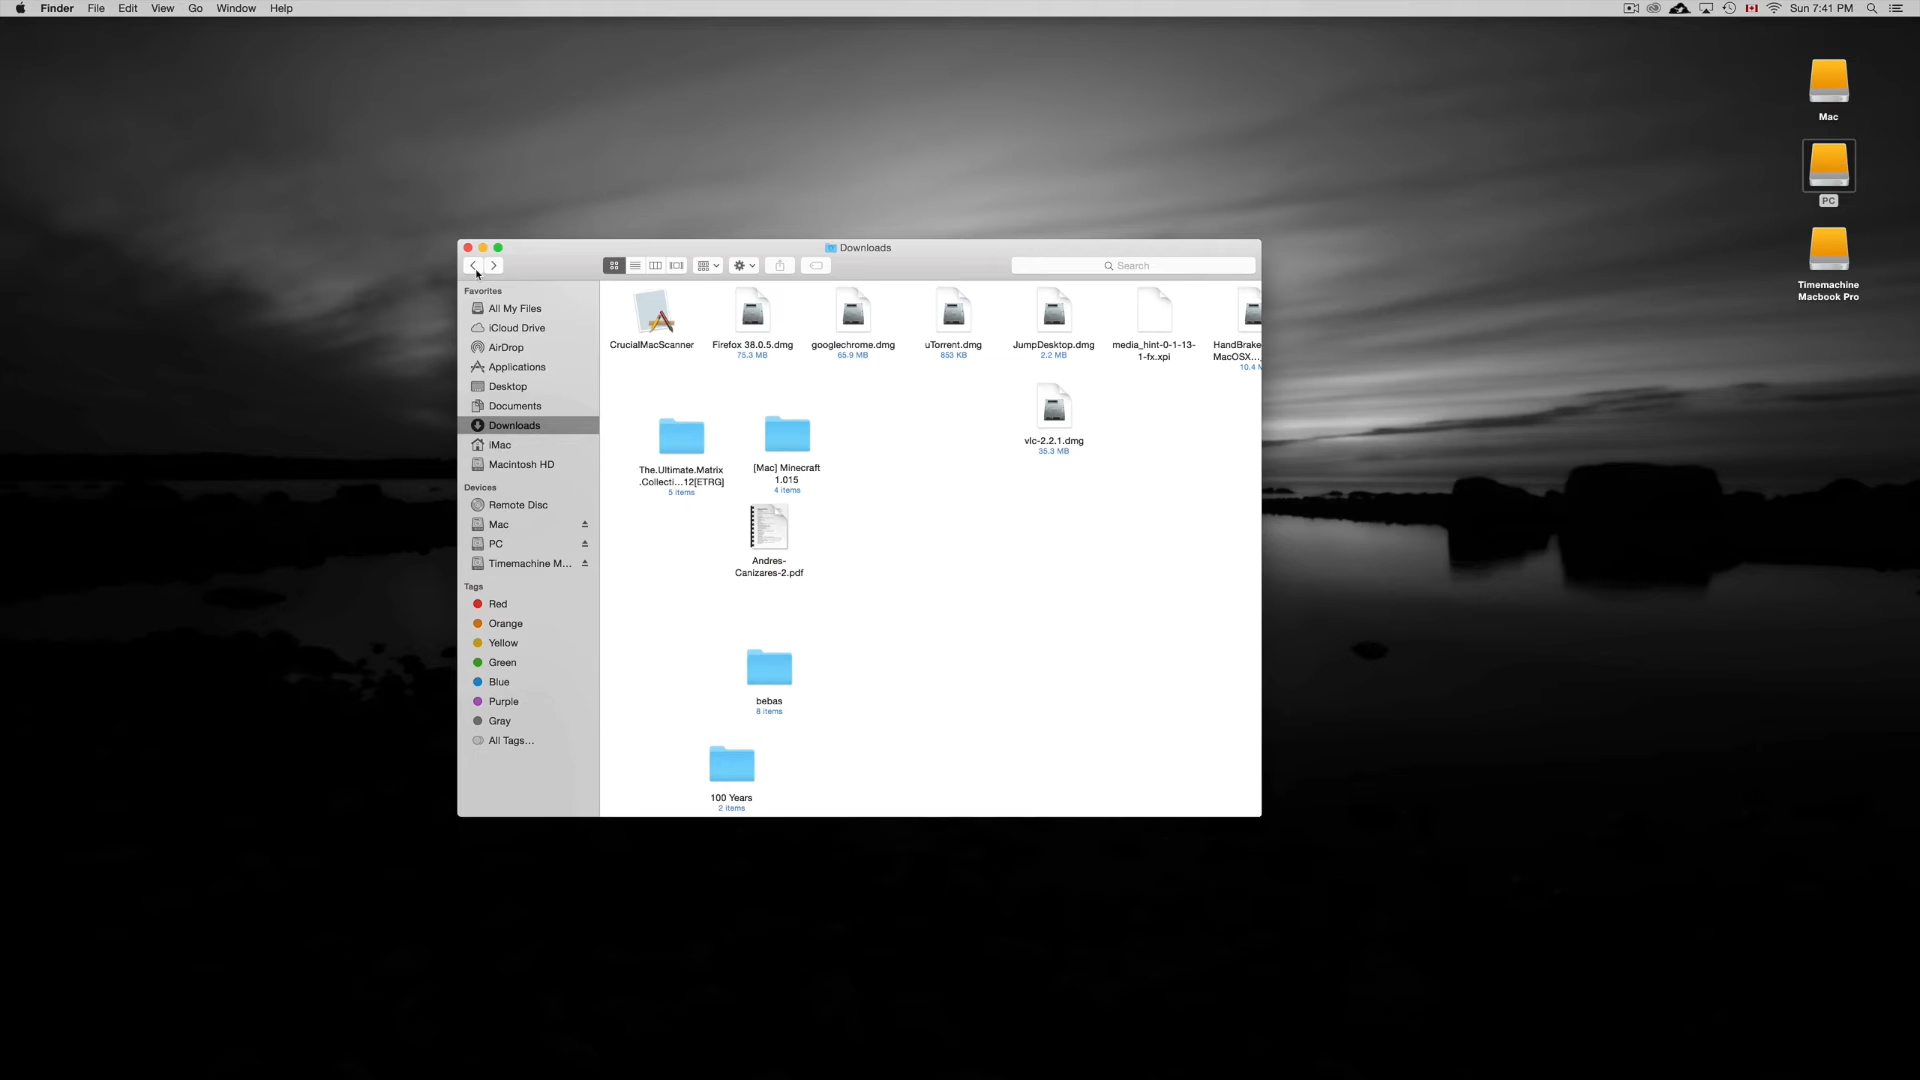 Finder File Edit View Go Window Help Sun 7:41 PM
Mac
PC
Timemachine
Macbook Pro
Downloads
Search
Favorites
All My Files
iCloud Drive
AirDrop
Applications
Desktop
Documents
Downloads
iMac
Macintosh HD
Devices
Remote Disc
Mac
PC
Timemachine M...
Tags
Red
Orange
Yellow
Green
Blue
Purple
Gray
All Tags...
CrucialMacScanner
Firefox 38.0.5.dmg
75.3 MB
googlechrome.dmg
65.9 MB
uTorrent.dmg
853 KB
JumpDesktop.dmg
2.2 MB
media_hint-0-1-13-
1-fx.xpi
HandBrake
MacOSX...
10.4 M
The.Ultimate.Matrix
.Collecti...12[ETRG]
5 items
[Mac] Minecraft
1.015
4 items
vlc-2.2.1.dmg
35.3 MB
Andres-
Canizares-2.pdf
bebas
8 items
100 Years
2 items